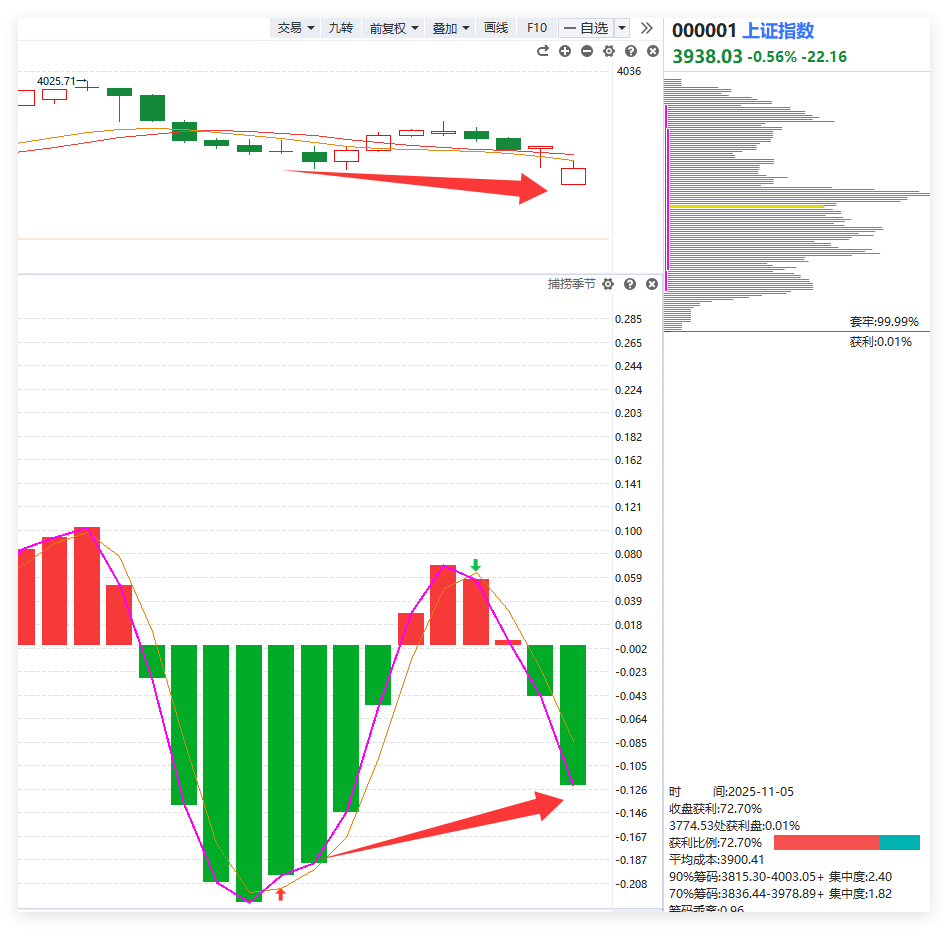 交易 九转 前复权 叠加 画线 F10 一自选
000001 上证指数
3938.03 -0.56% -22.16
4025.71→
4036
套牢:99.99%
获利:0.01%
捕捞季节
0.285
0.265
0.244
0.224
0.203
0.182
0.162
0.141
0.121
0.100
0.080
0.059
0.039
0.018
-0.002
-0.023
-0.043
-0.064
-0.085
-0.105
-0.126
-0.146
-0.167
-0.187
-0.208
时 间:2025-11-05
收盘获利:72.70%
3774.53处获利盘:0.01%
获利比例:72.70%
平均成本:3900.41
90%筹码:3815.30-4003.05+ 集中度:2.40
70%筹码:3836.44-3978.89+ 集中度:1.82
筹码乖离:0.96